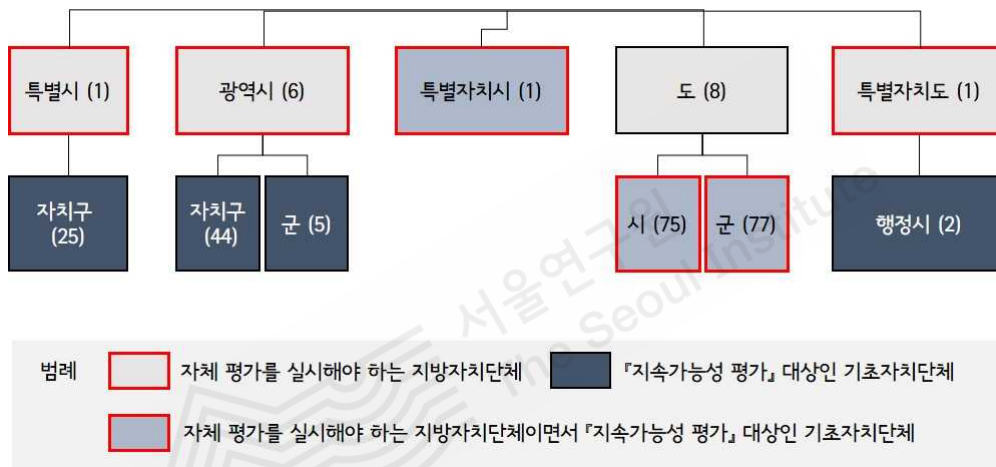 특별시 (1)
광역시 (6)
특별자치시 (1)
도 (8)
특별자치도 (1)
자치구
(25)
자치구
(44)
군 (5)
시 (75)
군 (77)
행정시 (2)
서울연구원
The Seoul Institute
범례
자체 평가를 실시해야 하는 지방자치단체
『지속가능성 평가』 대상인 기초자치단체
자체 평가를 실시해야 하는 지방자치단체이면서 『지속가능성 평가』 대상인 기초자치단체